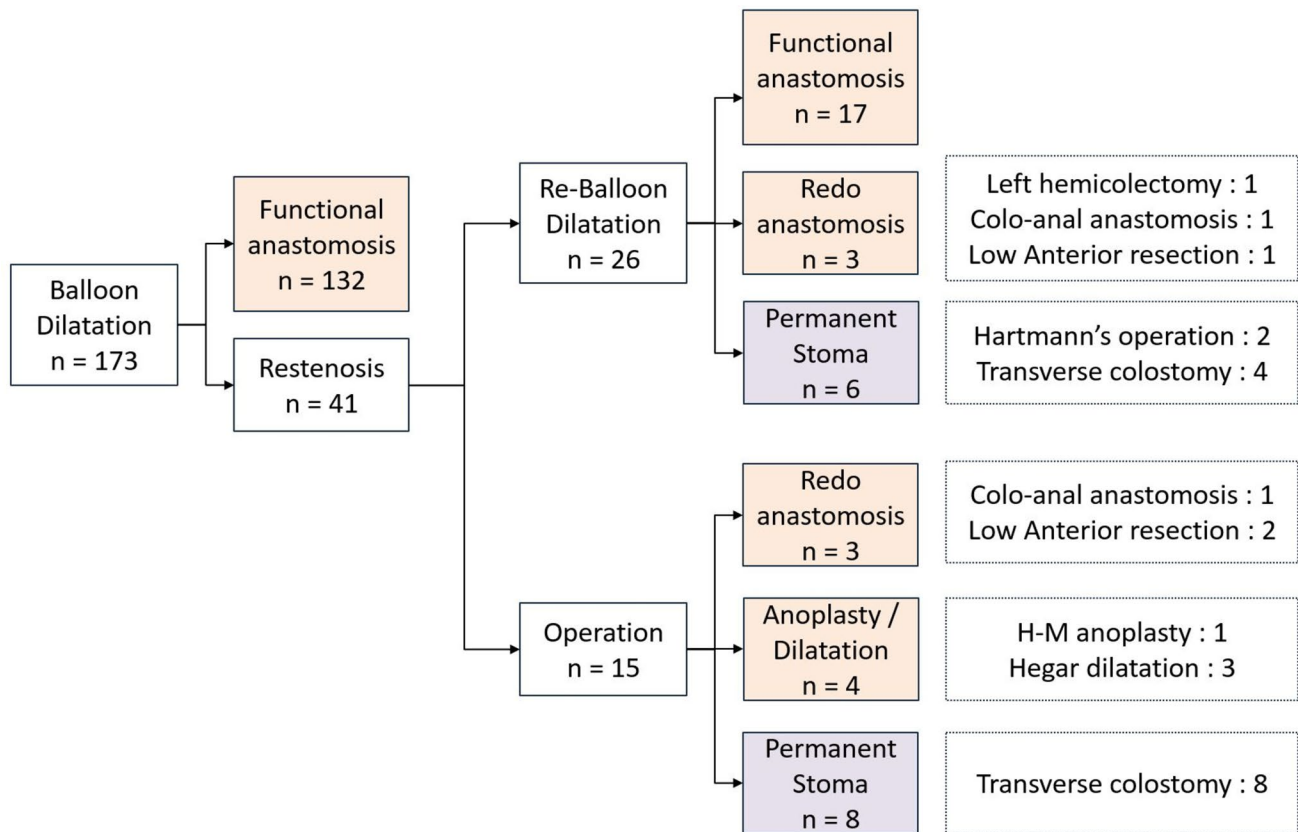 Balloon
Dilatation
n = 173
Functional
anastomosis
n = 132
Restenosis
n = 41
Re-Balloon
Dilatation
n = 26
Functional
anastomosis
n = 17
Redo
anastomosis
n = 3
Left hemicolectomy : 1
Colo-anal anastomosis : 1
Low Anterior resection : 1
Permanent
Stoma
n = 6
Hartmann’s operation : 2
Transverse colostomy : 4
Operation
n = 15
Redo
anastomosis
n = 3
Colo-anal anastomosis : 1
Low Anterior resection : 2
Anoplasty /
Dilatation
n = 4
H-M anoplasty : 1
Hegar dilatation : 3
Permanent
Stoma
n = 8
Transverse colostomy : 8